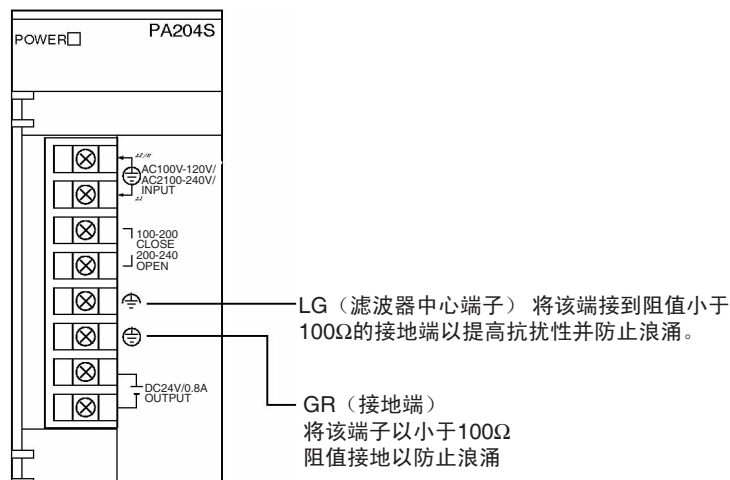 PA204S
POWER
AC100V-120V/
AC2100-240V/
INPUT
100-200
CLOSE
200-240
OPEN
LG(滤波器中心端子) 将该端接到阻值小于
100Ω的接地端以提高抗扰性并防止浪涌。
DC24V/0.8A
OUTPUT
GR(接地端)
将该端子以小于100Ω
阻值接地以防止浪涌